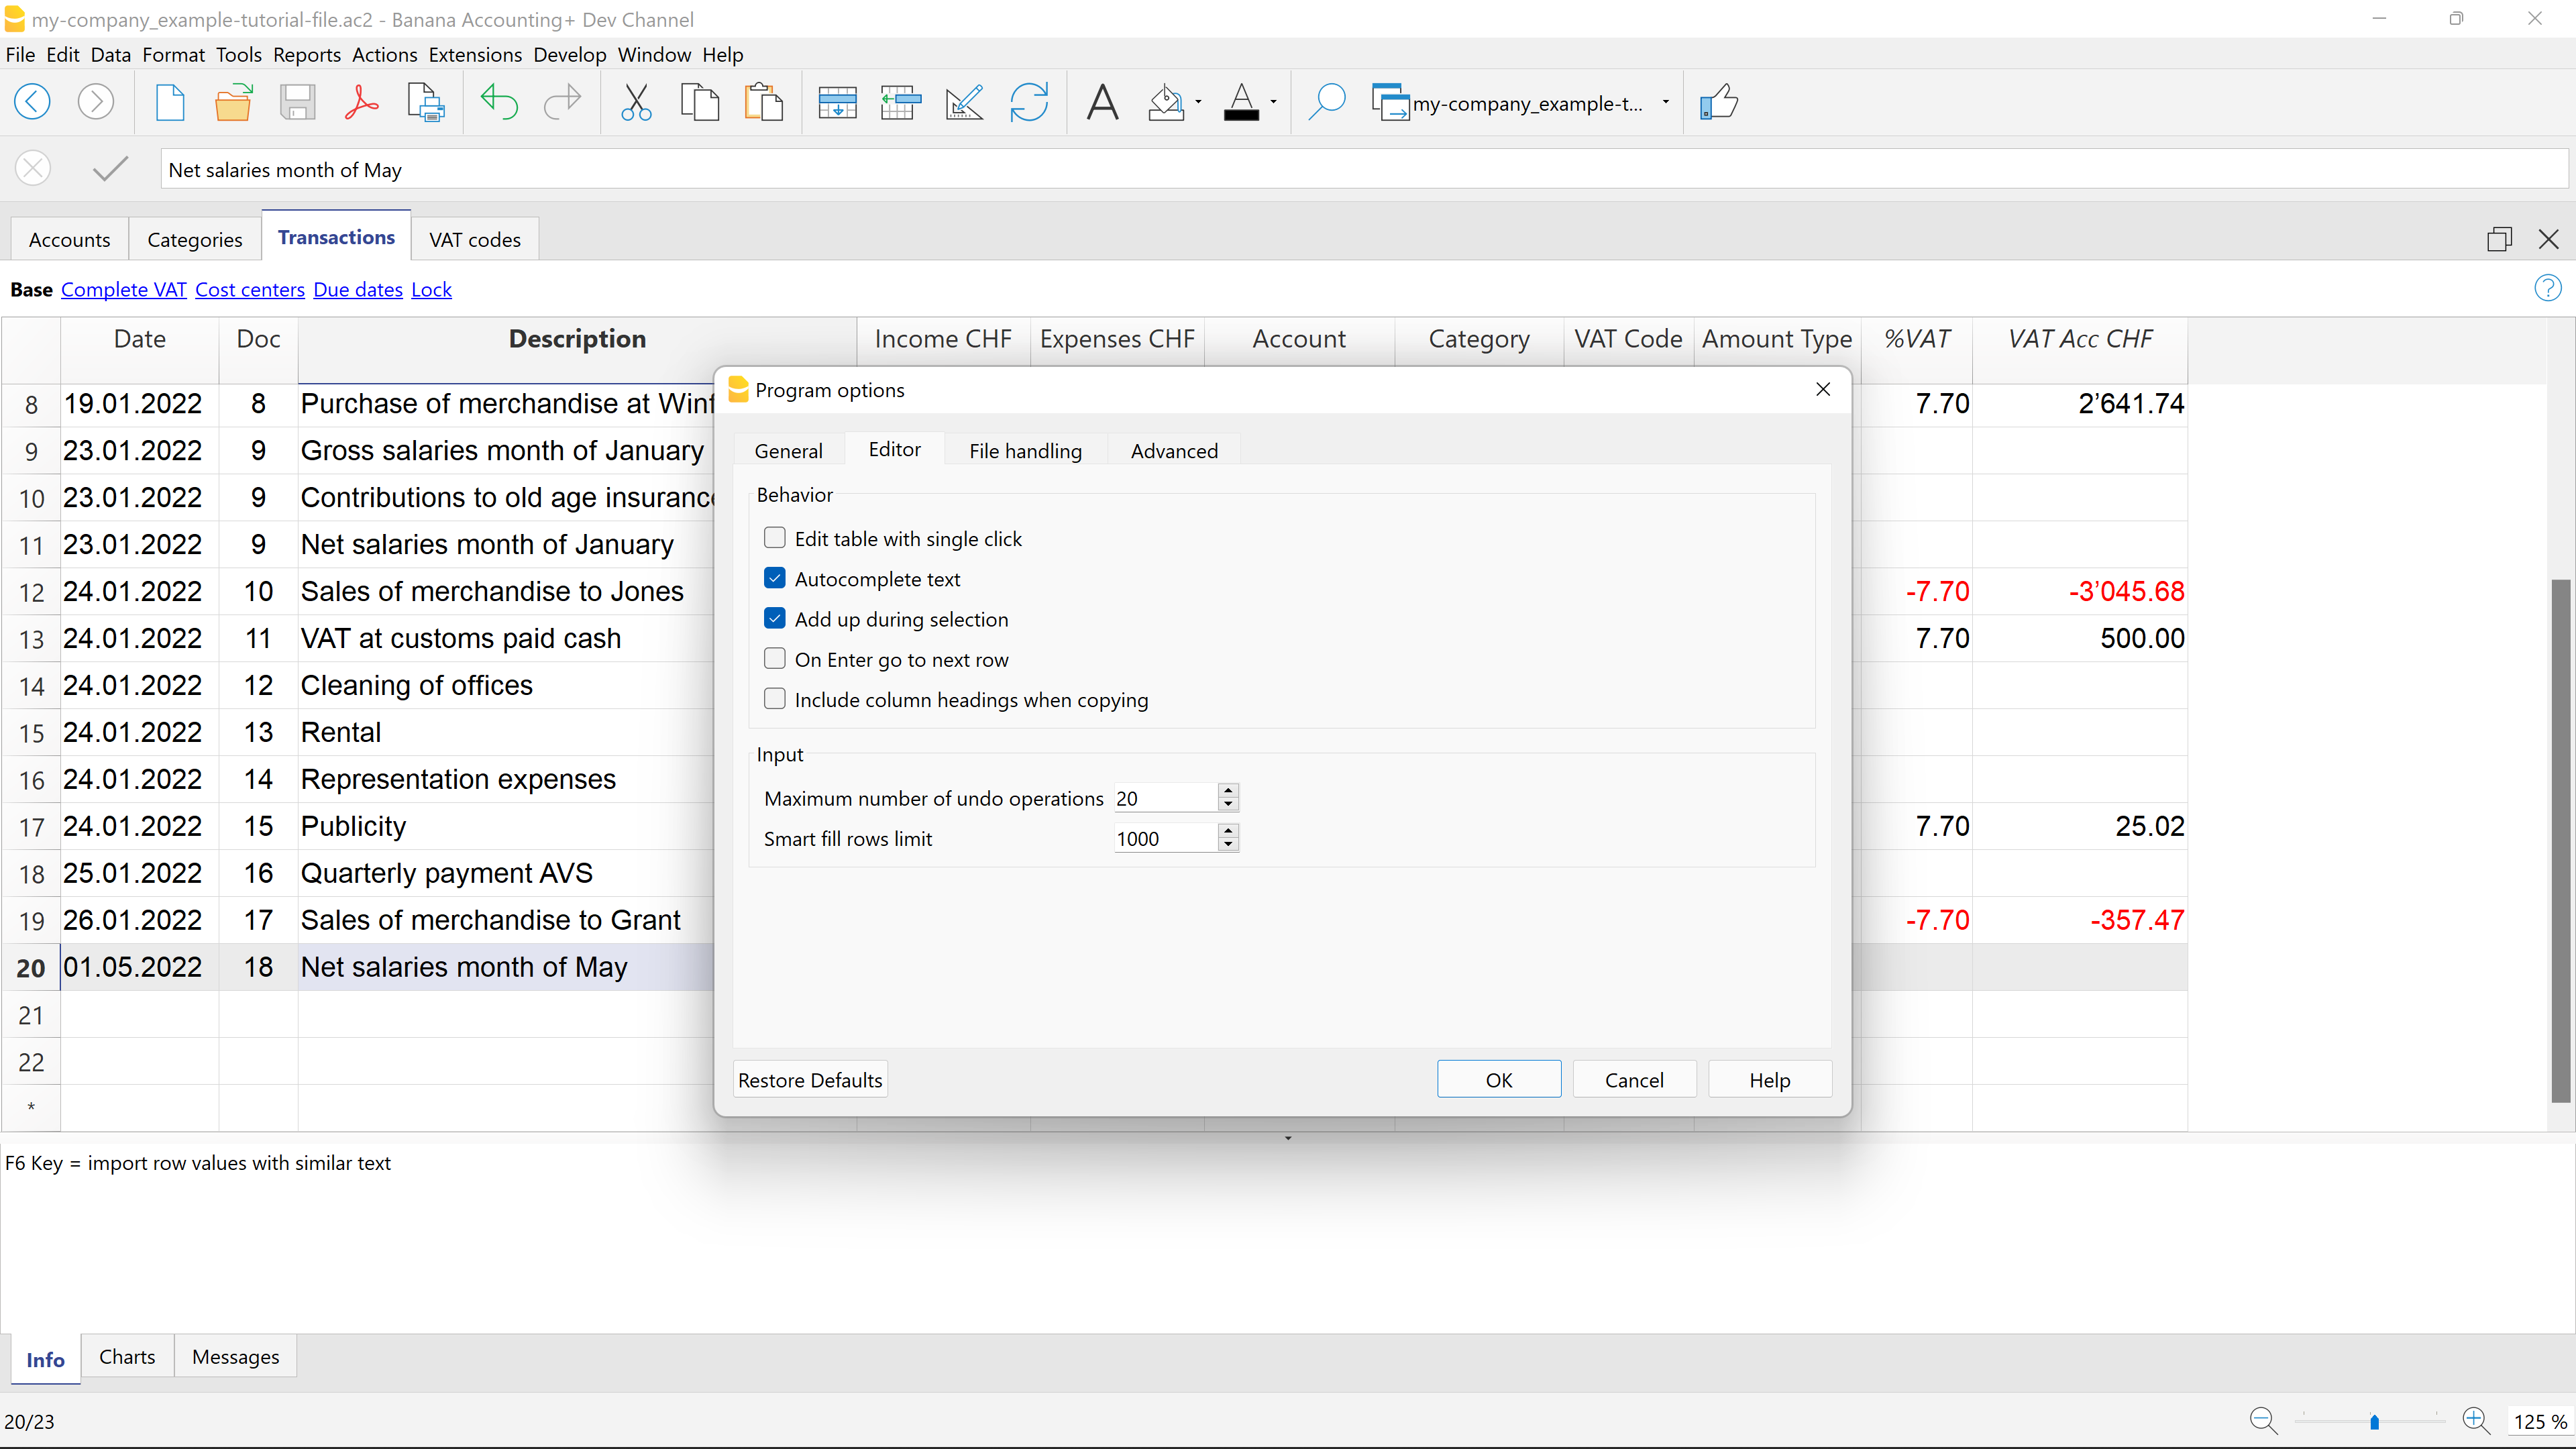 my-company_example-tutorial-file.ac2 - Banana Accounting+ Dev Channel
File Edit Data Format Tools Reports Actions Extensions Develop Window Help
my-company_example-t...
Net salaries month of May
Accounts Categories Transactions VAT codes
Base Complete VAT Cost centers Due dates Lock
Date Doc Description Income CHF Expenses CHF Account Category VAT Code Amount Type %VAT VAT Acc CHF
8 19.01.2022 8 Purchase of merchandise at 7.70 2’641.74
9 23.01.2022 9 Gross salaries month of January
10 23.01.2022 9 Contributions to old age
11 23.01.2022 9 Net salaries month of January
12 24.01.2022 10 Sales of merchandise to Jones -7.70 -3’045.68
13 24.01.2022 11 VAT at customs paid cash 7.70 500.00
14 24.01.2022 12 Cleaning of offices
15 24.01.2022 13 Rental
16 24.01.2022 14 Representation expenses
17 24.01.2022 15 Publicity 7.70 25.02
18 25.01.2022 16 Quarterly payment AVS
19 26.01.2022 17 Sales of merchandise to Grant -7.70 -357.47
20 01.05.2022 18 Net salaries month of May
21
22
*
Program options
General Editor File handling Advanced
Behavior
Edit table with single click
Autocomplete text
Add up during selection
On Enter go to next row
Include column headings when copying
Input
Maximum number of undo operations 20
Smart fill rows limit 1000
Restore Defaults OK Cancel Help
F6 Key = import row values with similar text
Info Charts Messages
20/23 125 %